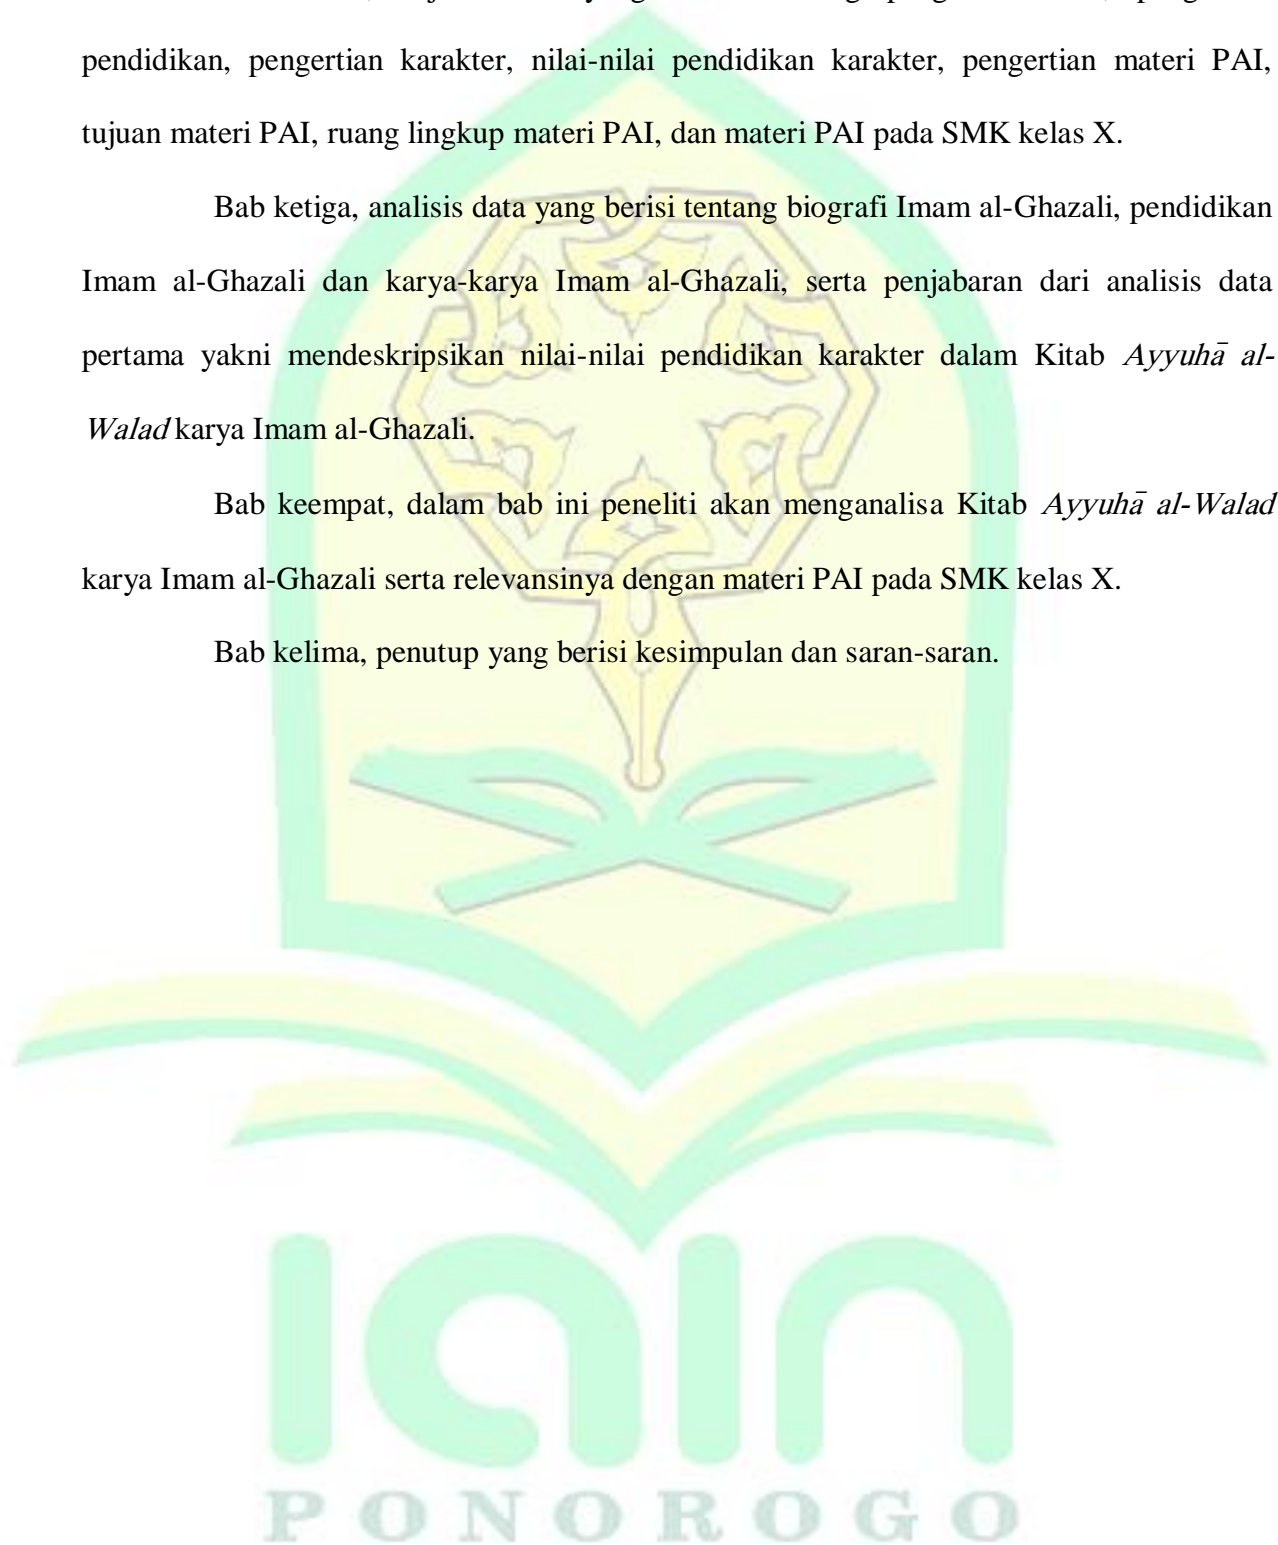 pendidikan, pengertian karakter, nilai-nilai pendidikan karakter, pengertian materi PAI,
tujuan materi PAI, ruang lingkup materi PAI, dan materi PAI pada SMK kelas X.
Bab ketiga, analisis data yang berisi tentang biografi Imam al-Ghazali, pendidikan
Imam al-Ghazali dan karya-karya Imam al-Ghazali, serta penjabaran dari analisis data
pertama yakni mendeskripsikan nilai-nilai pendidikan karakter dalam Kitab Ayyuhā al-
Walad karya Imam al-Ghazali.
Bab keempat, dalam bab ini peneliti akan menganalisa Kitab Ayyuhā al-Walad
karya Imam al-Ghazali serta relevansinya dengan materi PAI pada SMK kelas X.
Bab kelima, penutup yang berisi kesimpulan dan saran-saran.
iain
PONOROGO